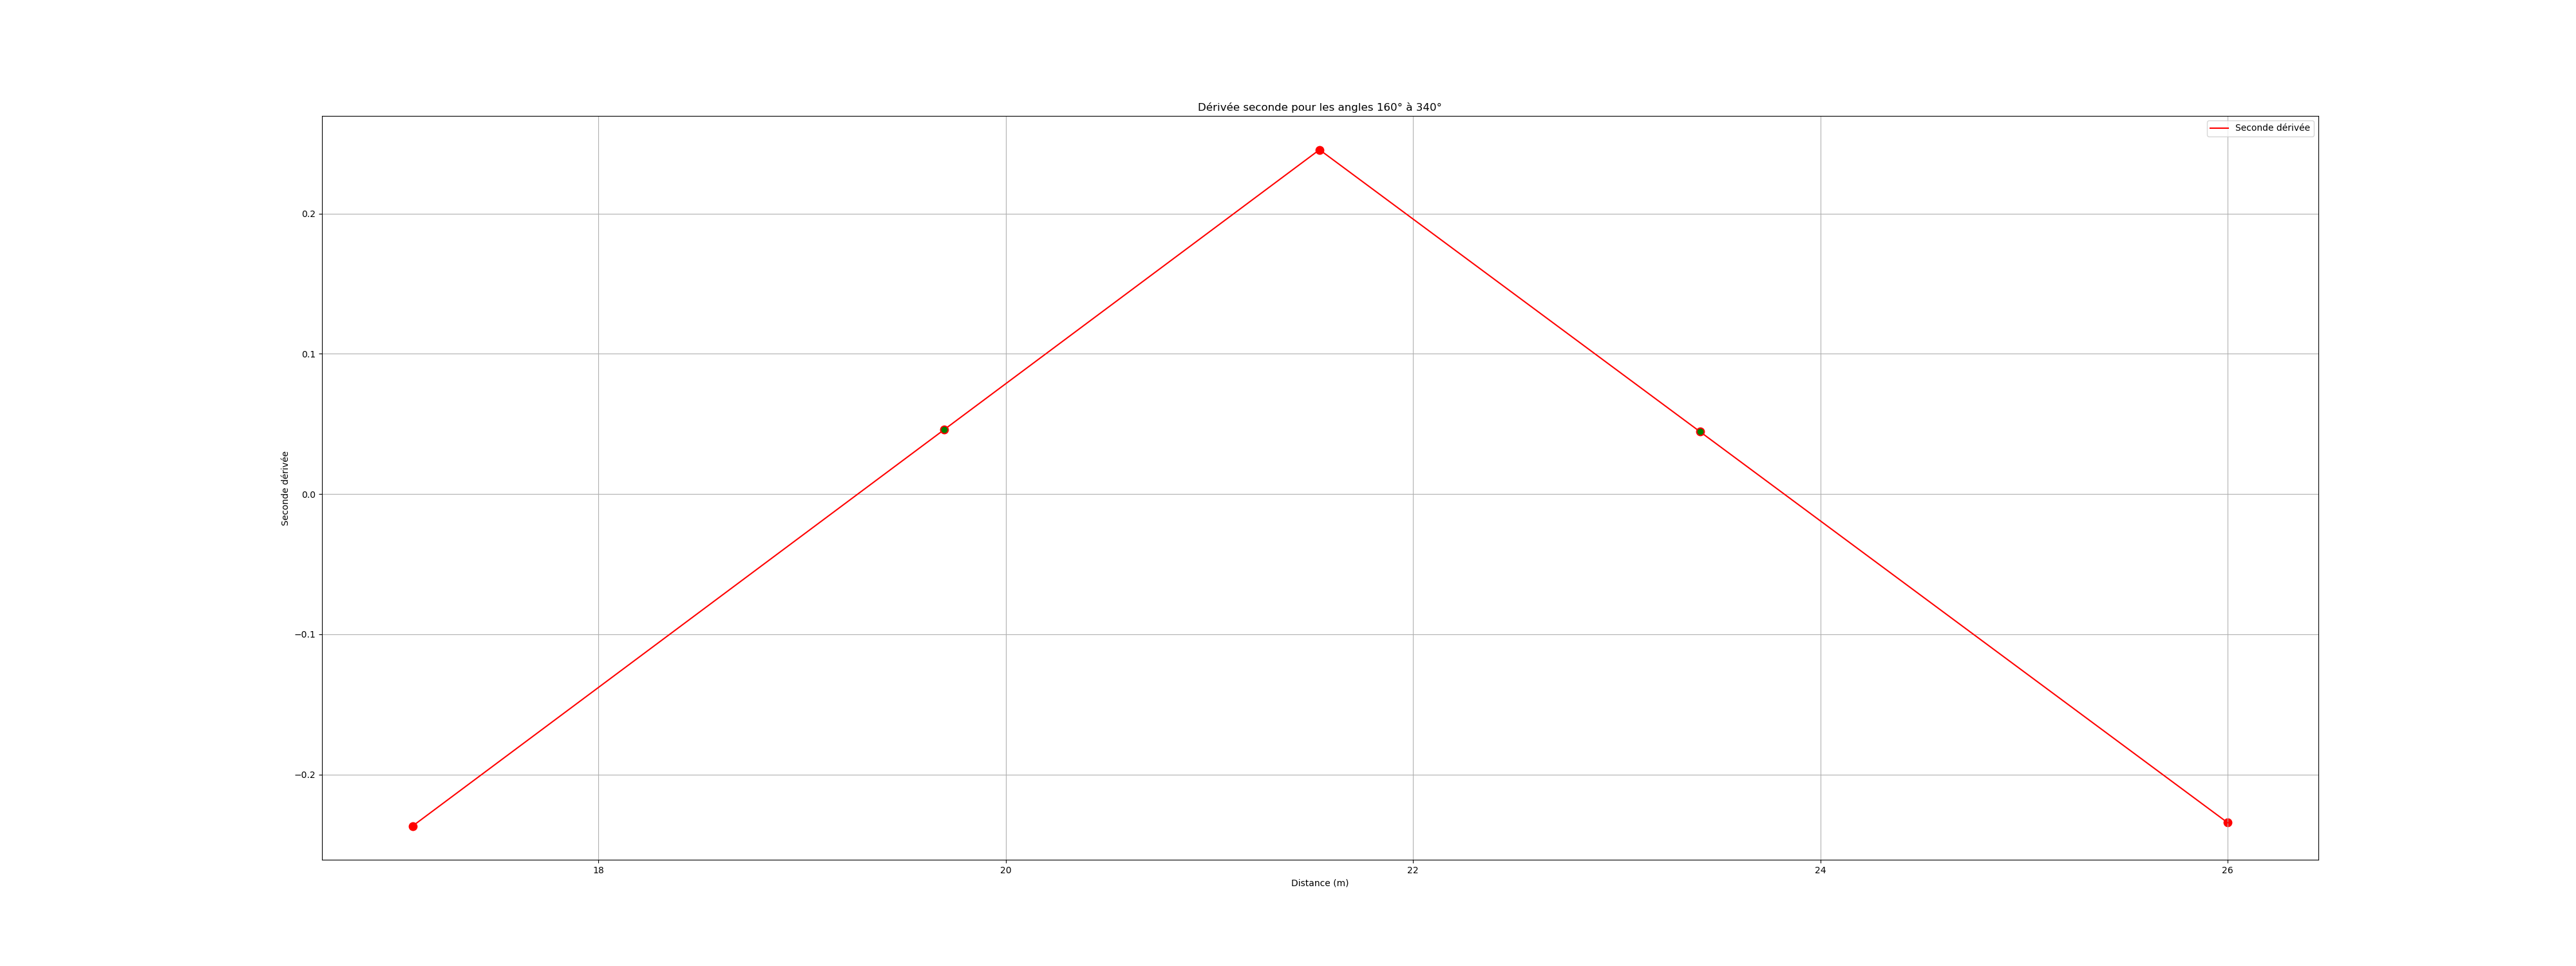 Dérivée seconde pour les angles 160° à 340°
Seconde dérivée
0.2
0.1
0.0
−0.1
−0.2
Seconde dérivée
18
20
22
24
26
Distance (m)